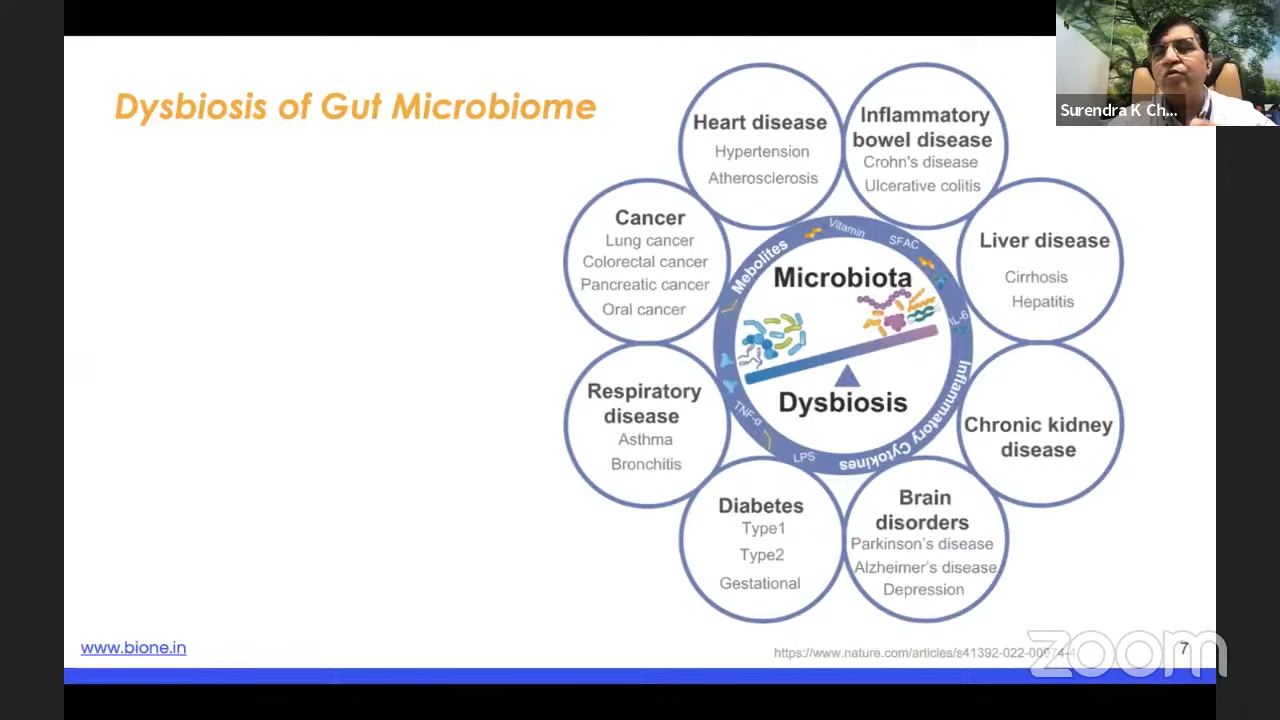 Dysbiosis of Gut Microbiome
Surendra K Ch...
Heart disease
Hypertension
Atherosclerosis
Inflammatory
bowel disease
Crohn's disease
Ulcerative colitis
Cancer
Lung cancer
Colorectal cancer
Pancreatic cancer
Oral cancer
Liver disease
Cirrhosis
Hepatitis
Mebolites
Vitamin
SFAC
IL-6
Microbiota
Dysbiosis
TNF-α
LPS
Inflammatory Cytokines
Respiratory
disease
Asthma
Bronchitis
Chronic kidney
disease
Diabetes
Type1
Type2
Gestational
Brain
disorders
Parkinson's disease
Alzheimer's disease
Depression
www.bione.in
https://www.nature.com/articles/s41392-022-00974-4
zoom
7